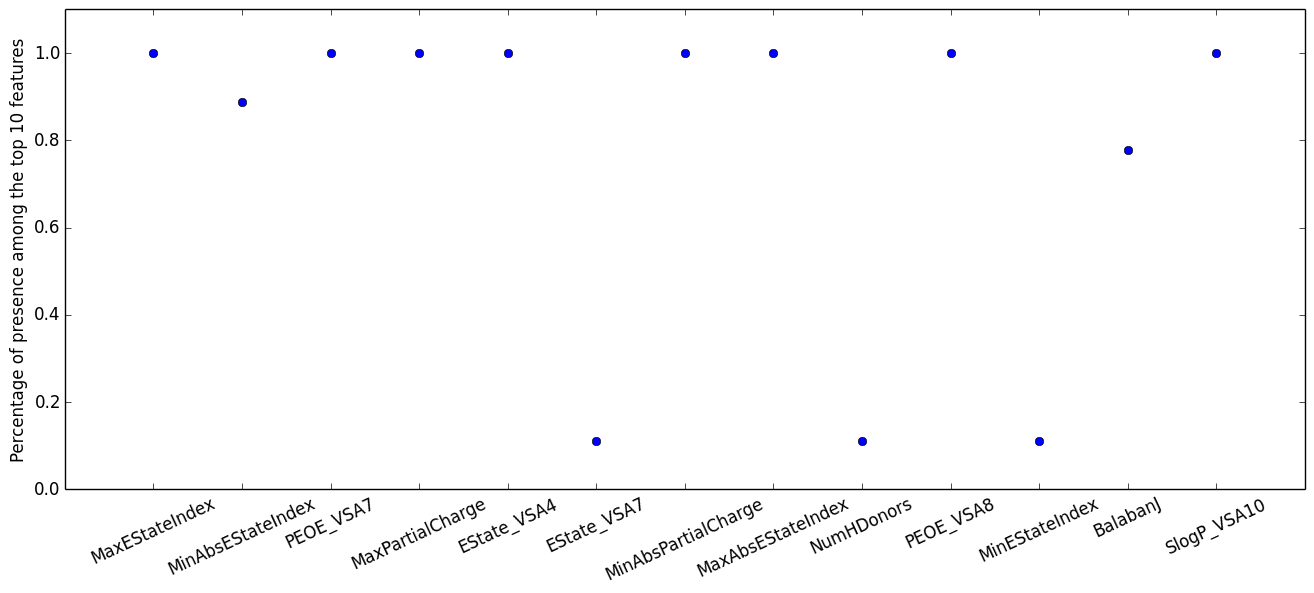 Percentage of presence among the top 10 features
1.0
0.8
0.6
0.4
0.2
0.0
MaxEStateIndex
MinAbsEStateIndex
PEOE_VSA7
MaxPartialCharge
EState_VSA4
EState_VSA7
MinAbsPartialCharge
MaxAbsEStateIndex
NumHDonors
PEOE_VSA8
MinEStateIndex
BalabanJ
SlogP_VSA10